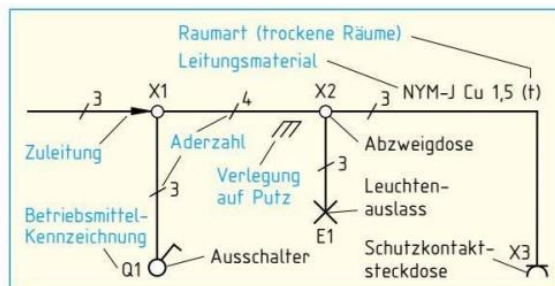 Raumart (trockene Räume)
Leitungsmaterial
NYM-J Cu 1,5 (t)
3
X1
4
X2
3
Zuleitung
Aderzahl
Abzweigdose
3
Verlegung
auf Putz
3
Leuchten-
auslass
Betriebsmittel-
Kennzeichnung
Q1
Ausschalter
E1
Schutzkontakt-
steckdose
X3